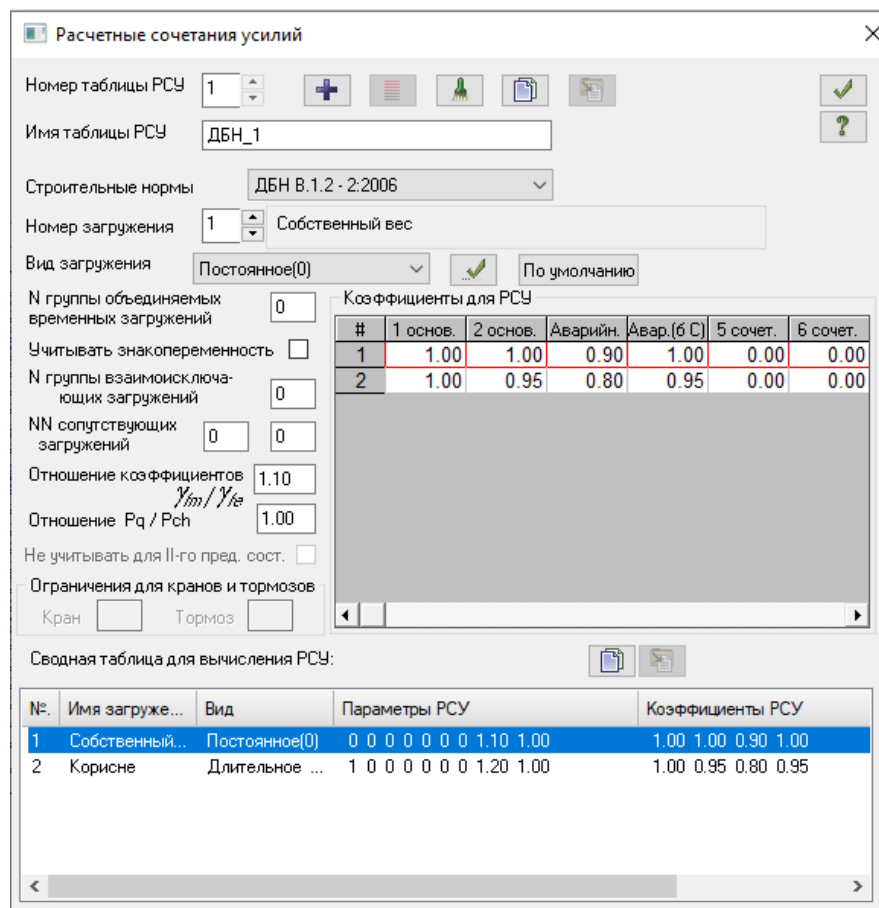 Расчетные сочетания усилий
Номер таблицы РСУ 1
Имя таблицы РСУ ДБН_1
Строительные нормы ДБН В.1.2 - 2:2006
Номер загружения 1 Собственный вес
Вид загружения Постоянное(0) По умолчанию
N группы объединяемых
временных загружений 0
Учитывать знакопеременность
N группы взаимоисключа-
ющих загружений 0
NN сопутствующих
загружений 0 0
Отношение коэффициентов 1.10
γfm / γfe
Отношение Pq / Pch 1.00
Не учитывать для II-го пред. сост.
Ограничения для кранов и тормозов
Кран Тормоз
Коэффициенты для РСУ
# 1 основ. 2 основ. Аварийн. Авар.(б С) 5 сочет. 6 сочет.
1 1.00 1.00 0.90 1.00 0.00 0.00
2 1.00 0.95 0.80 0.95 0.00 0.00
Сводная таблица для вычисления РСУ:
№. Имя загруже... Вид Параметры РСУ Коэффициенты РСУ
1 Собственный... Постоянное(0) 0 0 0 0 0 0 0 1.10 1.00 1.00 1.00 0.90 1.00
2 Корисне Длительное ... 1 0 0 0 0 0 0 1.20 1.00 1.00 0.95 0.80 0.95